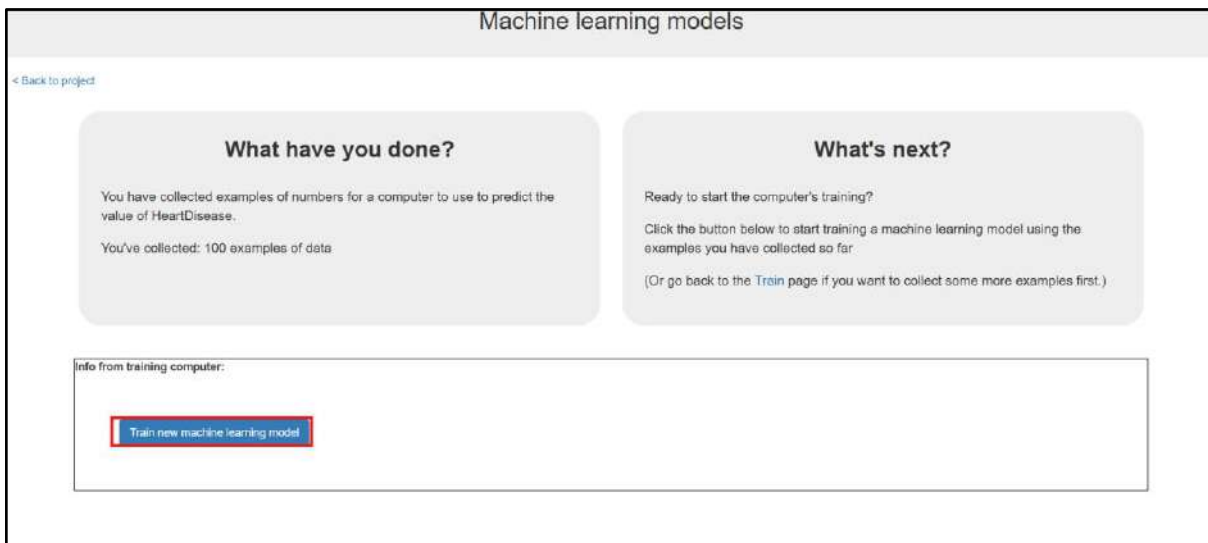 Machine learning models
< Back to project
What have you done?
You have collected examples of numbers for a computer to use to predict the
value of HeartDisease.
You've collected: 100 examples of data
What's next?
Ready to start the computer's training?
Click the button below to start training a machine learning model using the
examples you have collected so far
(Or go back to the Train page if you want to collect some more examples first.)
Info from training computer:
Train new machine learning model